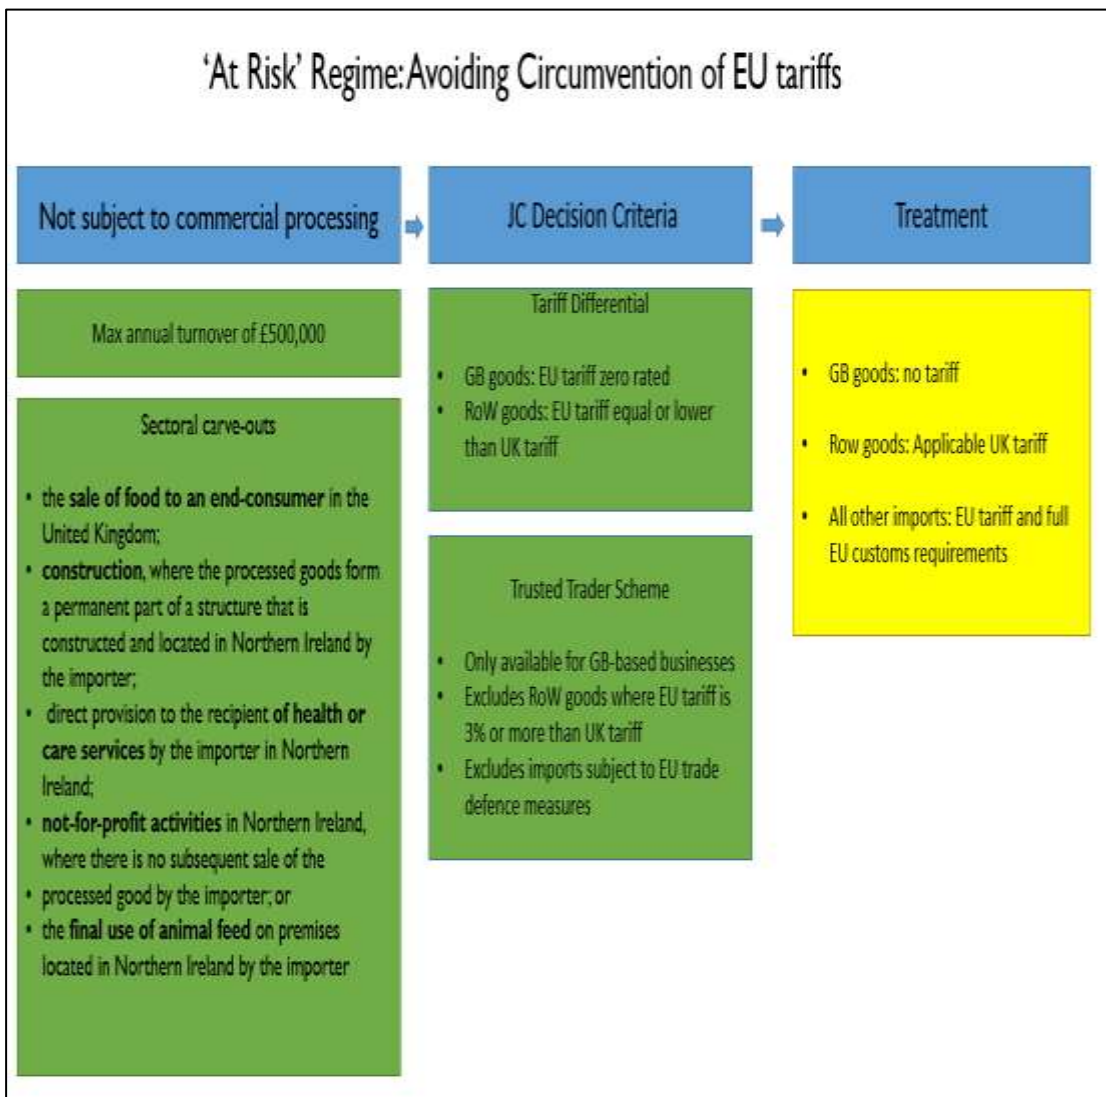 ‘At Risk’ Regime: Avoiding Circumvention of EU tariffs
Not subject to commercial processing
JC Decision Criteria
Treatment
Max annual turnover of £500,000
Sectoral carve-outs
• the sale of food to an end-consumer in the
United Kingdom;
• construction, where the processed goods form
a permanent part of a structure that is
constructed and located in Northern Ireland by
the importer;
• direct provision to the recipient of health or
care services by the importer in Northern
Ireland;
• not-for-profit activities in Northern Ireland,
where there is no subsequent sale of the
• processed good by the importer; or
• the final use of animal feed on premises
located in Northern Ireland by the importer
Tariff Differential
• GB goods: EU tariff zero rated
• RoW goods: EU tariff equal or lower
than UK tariff
Trusted Trader Scheme
• Only available for GB-based businesses
• Excludes RoW goods where EU tariff is
3% or more than UK tariff
• Excludes imports subject to EU trade
defence measures
• GB goods: no tariff
• Row goods: Applicable UK tariff
• All other imports: EU tariff and full
EU customs requirements